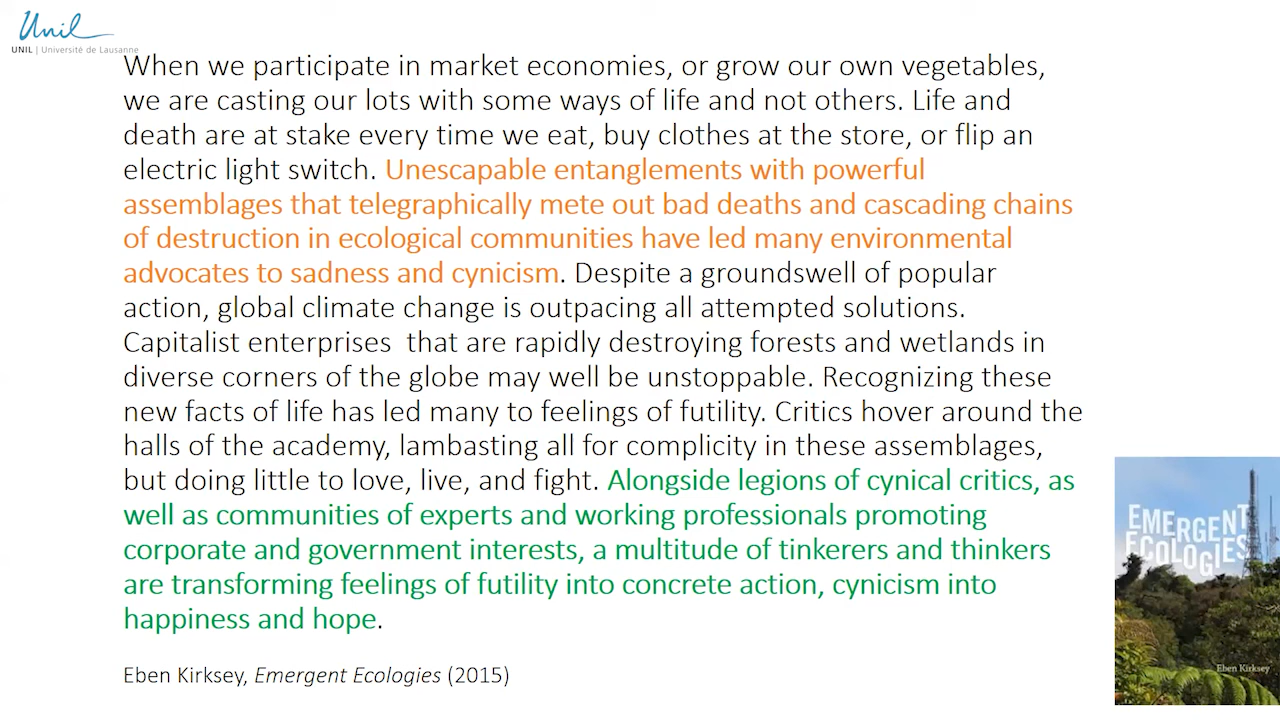 Unil
UNIL | Université de Lausanne
When we participate in market economies, or grow our own vegetables,
we are casting our lots with some ways of life and not others. Life and
death are at stake every time we eat, buy clothes at the store, or flip an
electric light switch. Unescapable entanglements with powerful
assemblages that telegraphically mete out bad deaths and cascading chains
of destruction in ecological communities have led many environmental
advocates to sadness and cynicism. Despite a groundswell of popular
action, global climate change is outpacing all attempted solutions.
Capitalist enterprises  that are rapidly destroying forests and wetlands in
diverse corners of the globe may well be unstoppable. Recognizing these
new facts of life has led many to feelings of futility. Critics hover around the
halls of the academy, lambasting all for complicity in these assemblages,
but doing little to love, live, and fight. Alongside legions of cynical critics, as
well as communities of experts and working professionals promoting
corporate and government interests, a multitude of tinkerers and thinkers
are transforming feelings of futility into concrete action, cynicism into
happiness and hope.
Eben Kirksey, Emergent Ecologies (2015)
EMERGENT
ECOLOGIES
Eben Kirksey